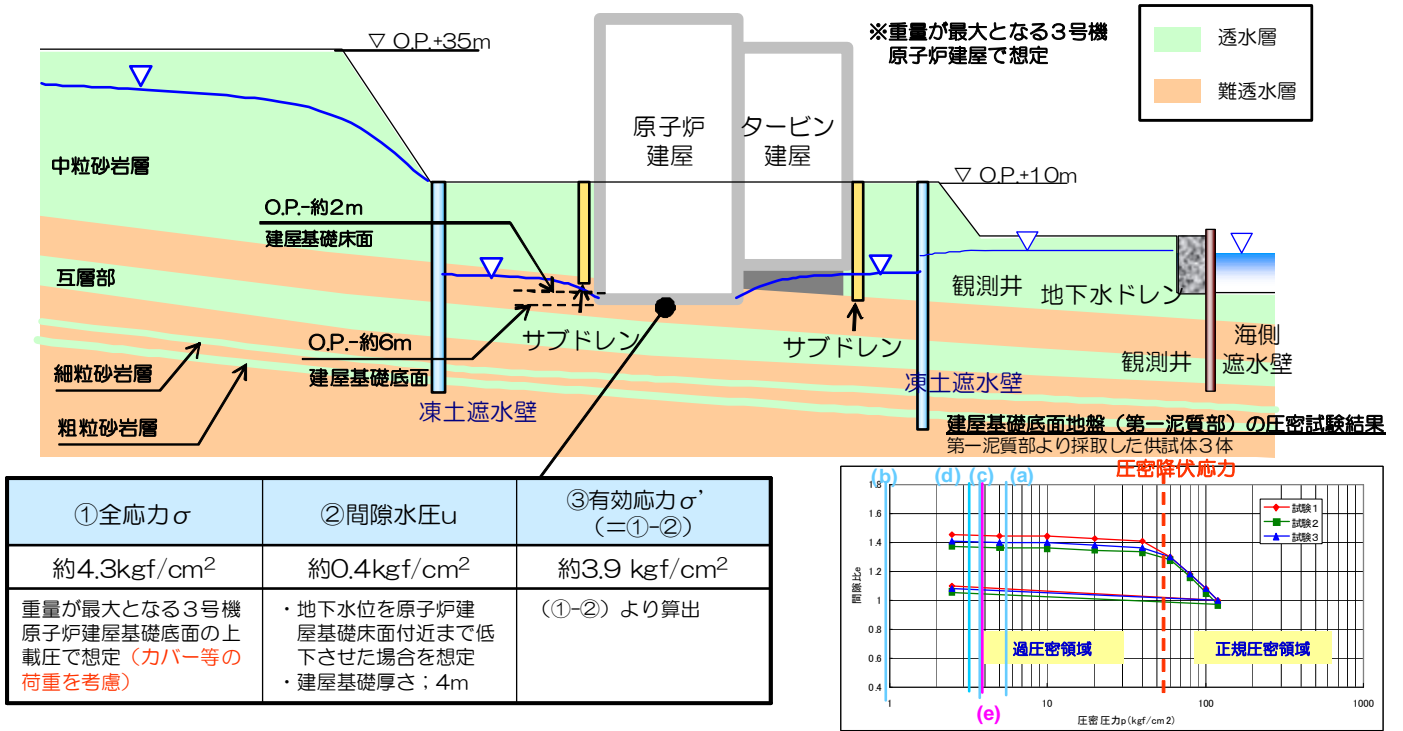 ▽ O.P.+35m
※重量が最大となる3号機
原子炉建屋で想定
透水層
難透水層
原子炉
建屋
タービン
建屋
中粒砂岩層
▽ O.P.+10m
O.P.-約2m
建屋基礎床面
互層部
観測井
地下水ドレン
O.P.-約6m
建屋基礎底面
サブドレン
サブドレン
観測井
海側
遮水壁
細粒砂岩層
粗粒砂岩層
凍土遮水壁
凍土遮水壁
建屋基礎底面地盤(第一泥質部)の圧密試験結果
第一泥質部より採取した供試体3体
①全応力σ
②間隙水圧u
③有効応力σ’
(=①-②)
約4.3kgf/cm²
約0.4kgf/cm²
約3.9 kgf/cm²
重量が最大となる3号機
原子炉建屋基礎底面の上
載圧で想定(カバー等の
荷重を考慮)
・地下水位を原子炉建
屋基礎床面付近まで低
下させた場合を想定
・建屋基礎厚さ;4m
(①-②)より算出
圧密降伏応力
(b)
(d)
(c)
(a)
1.8
1.6
1.4
1.2
1
0.8
0.6
0.4
間隙比e
試験1
試験2
試験3
過圧密領域
正規圧密領域
1
10
100
1000
(e)
圧密圧力p(kgf/cm2)